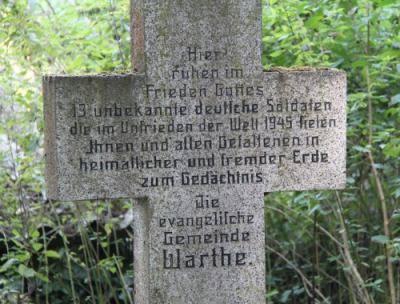 Hier
ruhen im
Frieden Gottes
13 unbekannte deutsche Soldaten
die im Unfrieden der Welt 1945 fielen
Ihnen und allen Gefallenen in
heimatlicher und fremder Erde
zum Gedächtnis
Die
evangelische
Gemeinde
Warthe.